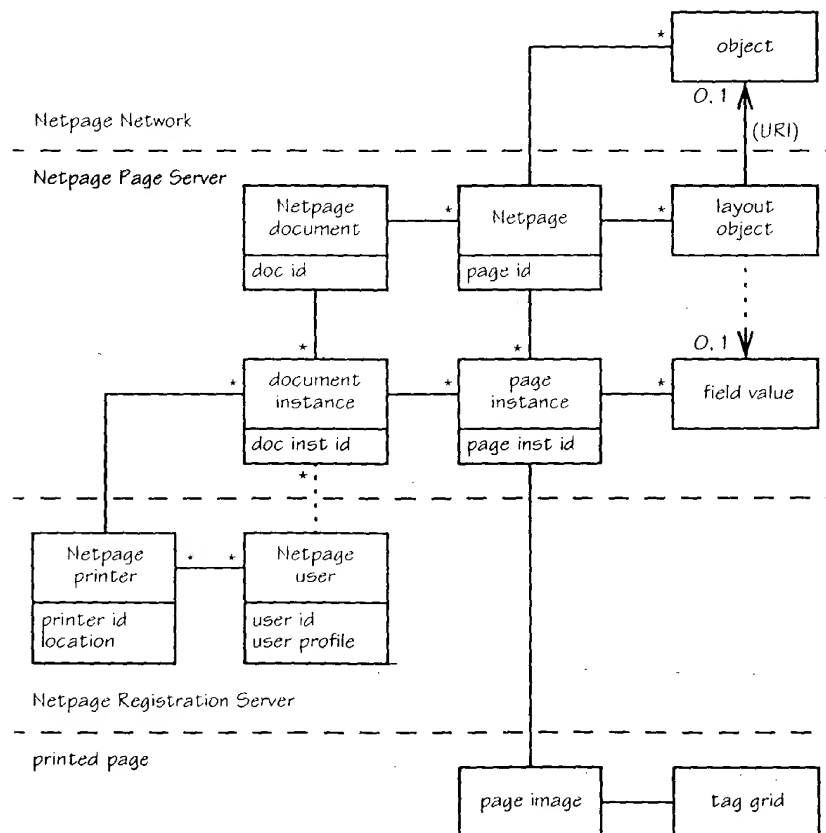 *
object
0, 1
(URI)
Netpage Network
Netpage Page Server
Netpage
document
*
Netpage
*
layout
object
doc id
page id
*
*
0, 1
*
document
instance
*
page
instance
*
field value
doc inst id
page inst id
*
Netpage
printer
*
*
Netpage
user
printer id
location
user id
user profile
Netpage Registration Server
printed page
page image
tag grid